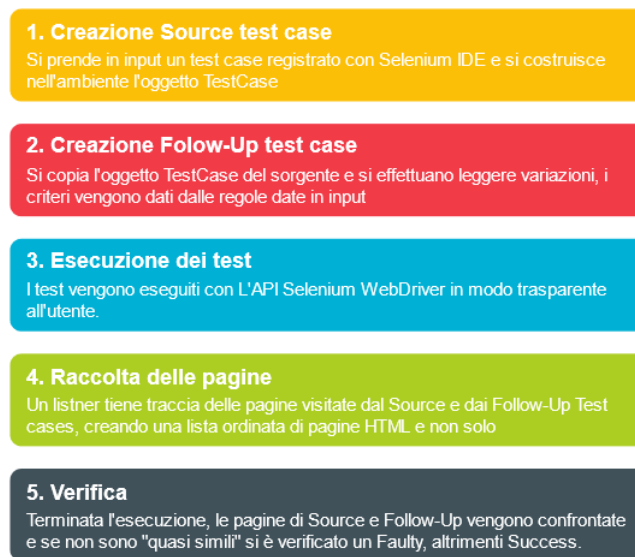 1. Creazione Source test case
Si prende in input un test case registrato con Selenium IDE e si costruisce
nell'ambiente l'oggetto TestCase
2. Creazione Folow-Up test case
Si copia l'oggetto TestCase del sorgente e si effettuano leggere variazioni, i
criteri vengono dati dalle regole date in input
3. Esecuzione dei test
I test vengono eseguiti con L'API Selenium WebDriver in modo trasparente
all'utente.
4. Raccolta delle pagine
Un listner tiene traccia delle pagine visitate dal Source e dai Follow-Up Test
cases, creando una lista ordinata di pagine HTML e non solo
5. Verifica
Terminata l'esecuzione, le pagine di Source e Follow-Up vengono confrontate
e se non sono "quasi simili" si è verificato un Faulty, altrimenti Success.